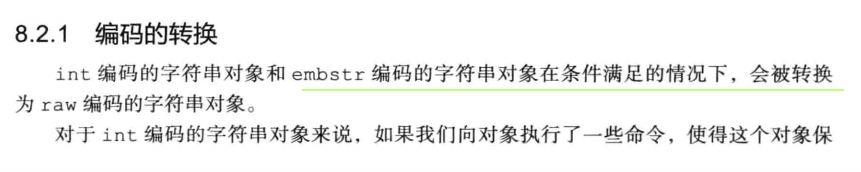 8.2.1 编码的转换
int 编码的字符串对象和 embstr 编码的字符串对象在条件满足的情况下，会被转换
为 raw 编码的字符串对象。
对于 int 编码的字符串对象来说，如果我们向对象执行了一些命令，使得这个对象保